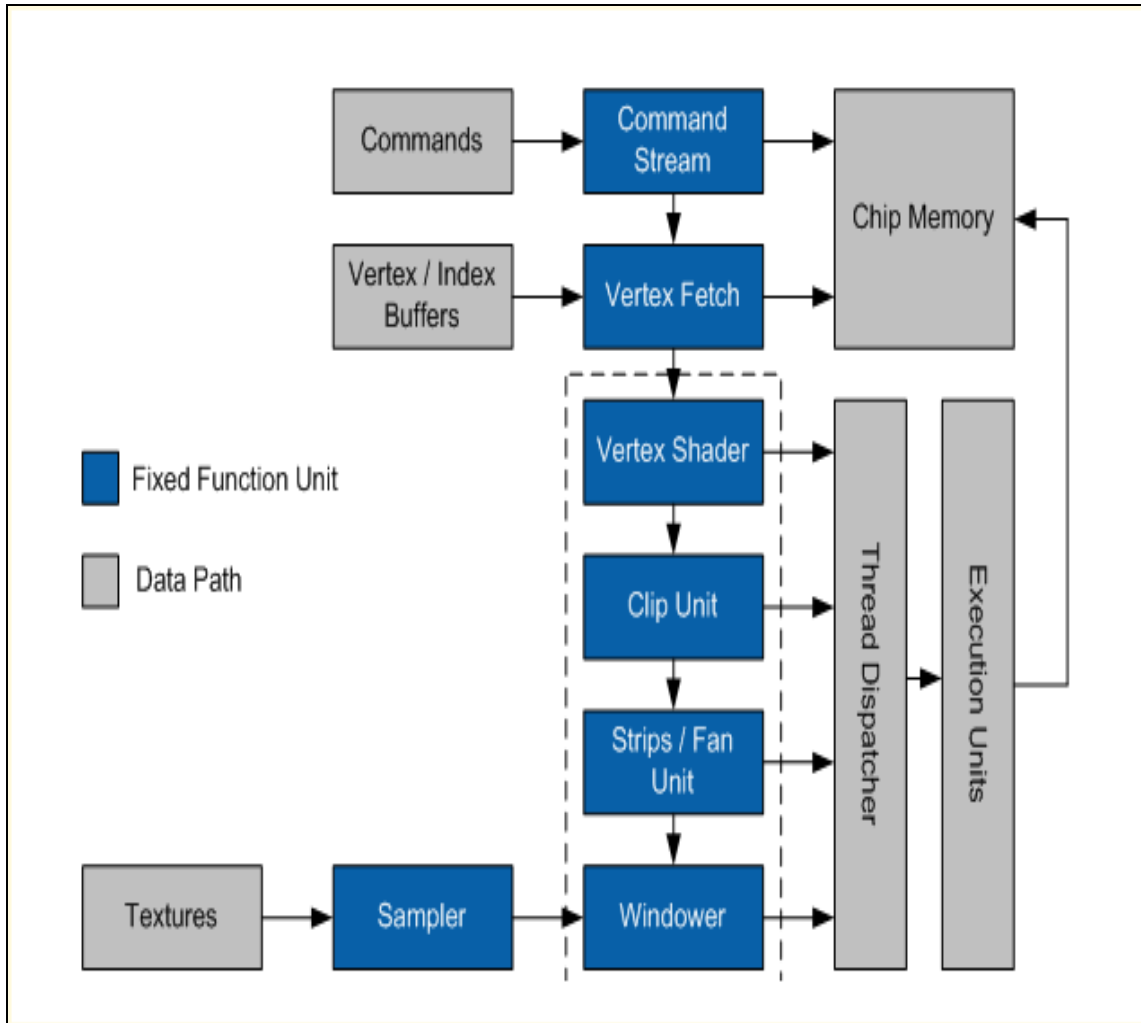 Commands
Command
Stream
Chip Memory
Vertex / Index
Buffers
Vertex Fetch
Vertex Shader
Fixed Function Unit
Data Path
Clip Unit
Thread Dispatcher
Execution Units
Strips / Fan
Unit
Textures
Sampler
Windower